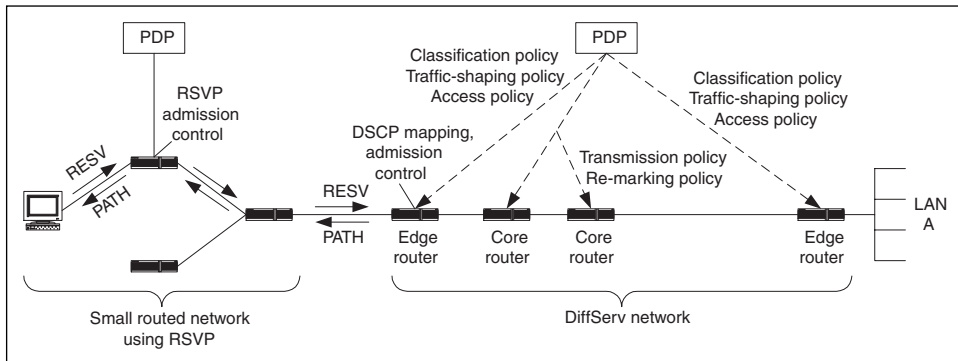 PDP
RSVP
admission
control
RESV
PATH
Small routed network
using RSVP
RESV
PATH
PDP
Classification policy
Traffic-shaping policy
Access policy
Classification policy
Traffic-shaping policy
Access policy
DSCP mapping,
admission
control
Transmission policy
Re-marking policy
Edge
router
Core
router
Core
router
Edge
router
LAN
A
DiffServ network